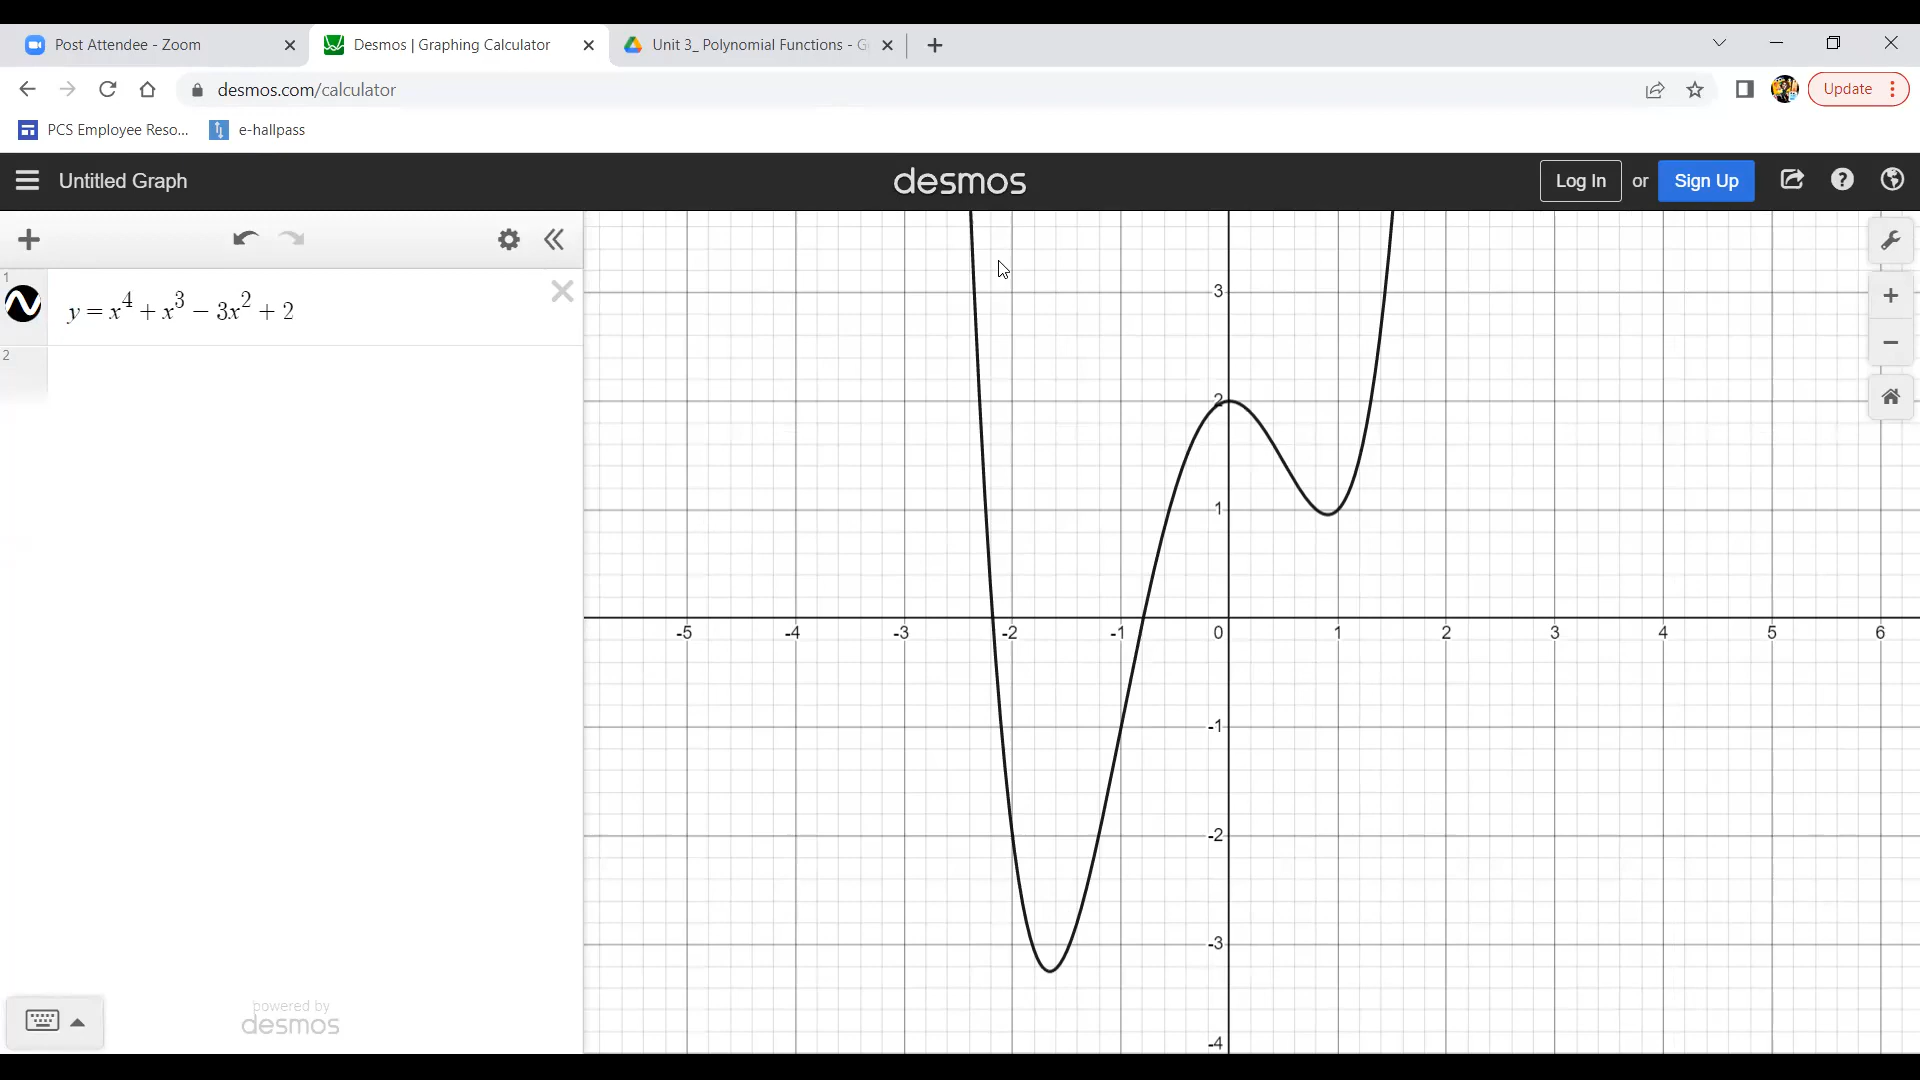 Post Attendee - Zoom
Desmos | Graphing Calculator
Unit 3_ Polynomial Functions - G
desmos.com/calculator
Update
PCS Employee Reso...
e-hallpass
Untitled Graph
desmos
Log In or Sign Up
1
y = x^4 + x^3 − 3x^2 + 2
2
3
2
1
-5 -4 -3 -2 -1 0 1 2 3 4 5 6
-1
-2
-3
-4
powered by
desmos